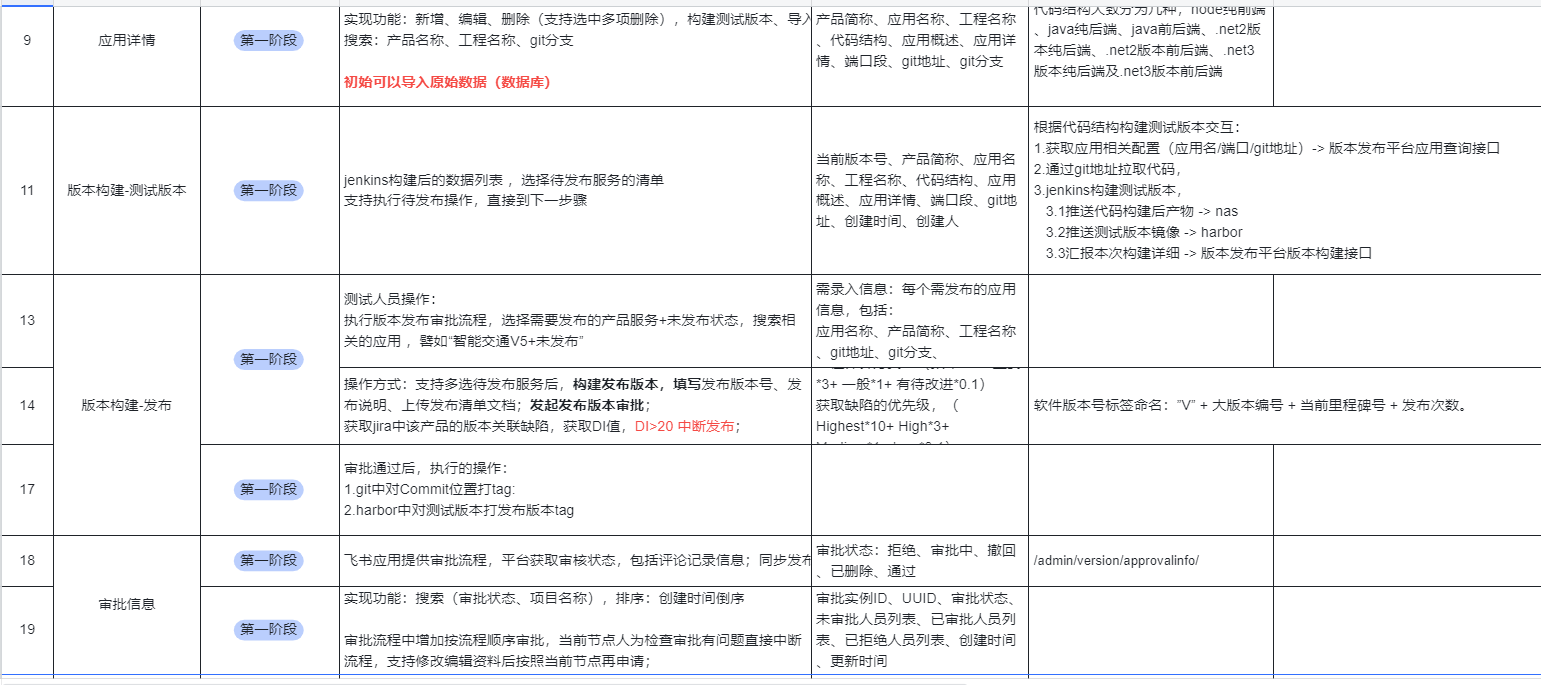 9
应用详情
第一阶段
实现功能：新增、编辑、删除（支持选中多项删除），构建测试版本、导入
搜索：产品名称、工程名称、git分支
初始可以导入原始数据（数据库）
产品简称、应用名称、工程名称
、代码结构、应用概述、应用详
情、端口段、git地址、git分支
代码结构大致分为几种，node纯前端
、java纯后端、java前后端、.net2版
本纯后端、.net2版本前后端、.net3
版本纯后端及.net3版本前后端
11
版本构建-测试版本
第一阶段
jenkins构建后的数据列表 ，选择待发布服务的清单
支持执行待发布操作，直接到下一步骤
当前版本号、产品简称、应用名
称、工程名称、代码结构、应用
概述、应用详情、端口段、git地
址、创建时间、创建人
根据代码结构构建测试版本交互：
1.获取应用相关配置（应用名/端口/git地址）-> 版本发布平台应用查询接口
2.通过git地址拉取代码，
3.jenkins构建测试版本，
3.1推送代码构建后产物 -> nas
3.2推送测试版本镜像 -> harbor
3.3汇报本次构建详细 -> 版本发布平台版本构建接口
13
版本构建-发布
第一阶段
测试人员操作：
执行版本发布审批流程，选择需要发布的产品服务+未发布状态，搜索相
关的应用 ，譬如“智能交通V5+未发布”
需录入信息：每个需发布的应用
信息，包括：
应用名称、产品简称、工程名称
、git地址、git分支、
14
操作方式：支持多选待发布服务后，构建发布版本，填写发布版本号、发
布说明、上传发布清单文档；发起发布版本审批；
获取jira中该产品的版本关联缺陷，获取DI值，DI>20 中断发布；
*3+ 一般*1+ 有待改进*0.1）
获取缺陷的优先级，（
Highest*10+ High*3+
软件版本号标签命名：”V” + 大版本编号 + 当前里程碑号 + 发布次数。
17
第一阶段
审批通过后，执行的操作：
1.git中对Commit位置打tag:
2.harbor中对测试版本打发布版本tag
18
审批信息
第一阶段
飞书应用提供审批流程，平台获取审核状态，包括评论记录信息；同步发布
审批状态：拒绝、审批中、撤回
、已删除、通过
/admin/version/approvalinfo/
19
第一阶段
实现功能：搜索（审批状态、项目名称），排序：创建时间倒序
审批流程中增加按流程顺序审批，当前节点人为检查审批有问题直接中断
流程，支持修改编辑资料后按照当前节点再申请；
审批实例ID、UUID、审批状态、
未审批人员列表、已审批人员列
表、已拒绝人员列表、创建时间
、更新时间